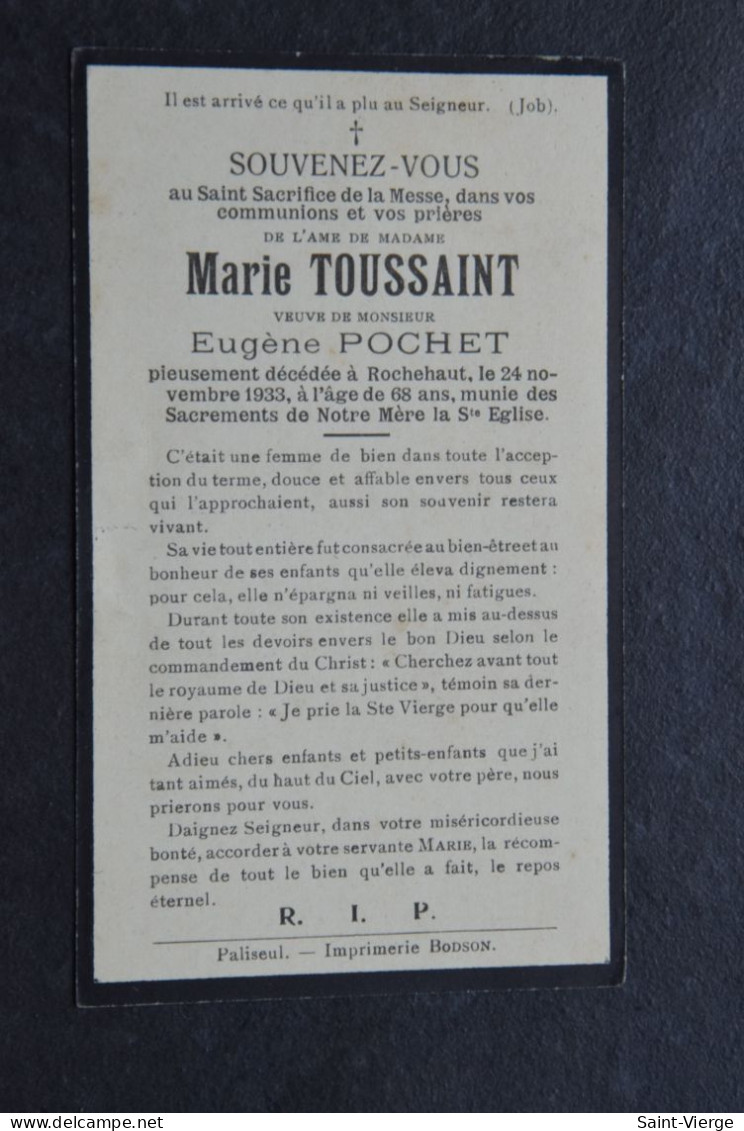 Il est arrivé ce qu'il a plu au Seigneur. (Job).
SOUVENEZ-VOUS
au Saint Sacrifice de la Messe, dans vos
communions et vos prières
DE L'AME DE MADAME
Marie TOUSSAINT
VEUVE DE MONSIEUR
Eugène POCHET
pieusement décédée à Rochehaut, le 24 no-
vembre 1933, à l'âge de 68 ans, munie des
Sacrements de Notre Mère la Ste Eglise.
C'était une femme de bien dans toute l'accep-
tion du terme, douce et affable envers tous ceux
qui l'approchaient, aussi son souvenir restera
vivant.
Sa vie tout entière fut consacrée au bien-être et au
bonheur de ses enfants qu'elle éleva dignement :
pour cela, elle n'épargna ni veilles, ni fatigues.
Durant toute son existence elle a mis au-dessus
de tout les devoirs envers le bon Dieu selon le
commandement du Christ : « Cherchez avant tout
le royaume de Dieu et sa justice », témoin sa der-
nière parole : « Je prie la Ste Vierge pour qu'elle
m'aide ».
Adieu chers enfants et petits-enfants que j'ai
tant aimés, du haut du Ciel, avec votre père, nous
prierons pour vous.
Daignez Seigneur, dans votre miséricordieuse
bonté, accorder à votre servante MARIE, la récom-
pense de tout le bien qu'elle a fait, le repos
éternel.
R. I. P.
Paliseul. — Imprimerie BODSON.
delcampe.net
Saint-Vierge